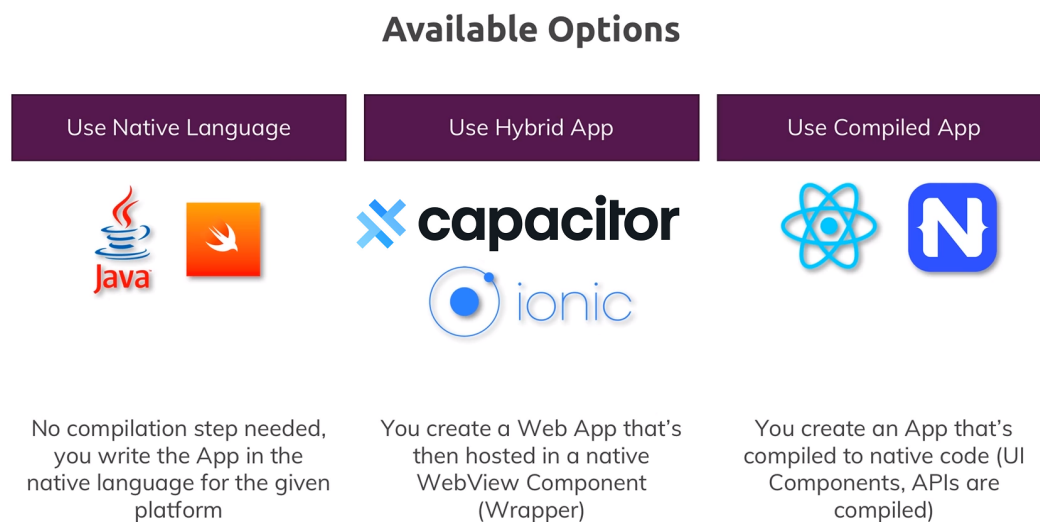 Available Options
Use Native Language
Use Hybrid App
Use Compiled App
Java
capacitor
ionic
N
No compilation step needed,
you write the App in the
native language for the given
platform
You create a Web App that’s
then hosted in a native
WebView Component
(Wrapper)
You create an App that’s
compiled to native code (UI
Components, APIs are
compiled)